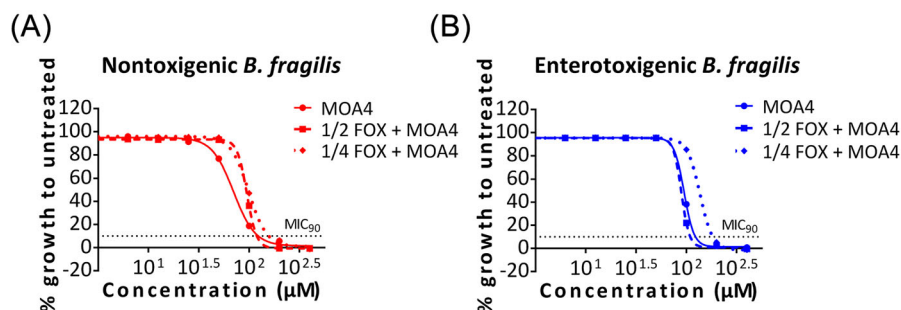 (A)
Nontoxigenic B. fragilis
% growth to untreated
120
100
80
60
40
20
0
-20
MOA4
1/2 FOX + MOA4
1/4 FOX + MOA4
MIC90
10^1 10^1.5 10^2 10^2.5
Concentration (µM)
(B)
Enterotoxigenic B. fragilis
% growth to untreated
120
100
80
60
40
20
0
-20
MOA4
1/2 FOX + MOA4
1/4 FOX + MOA4
MIC90
10^1 10^1.5 10^2 10^2.5
Concentration (µM)